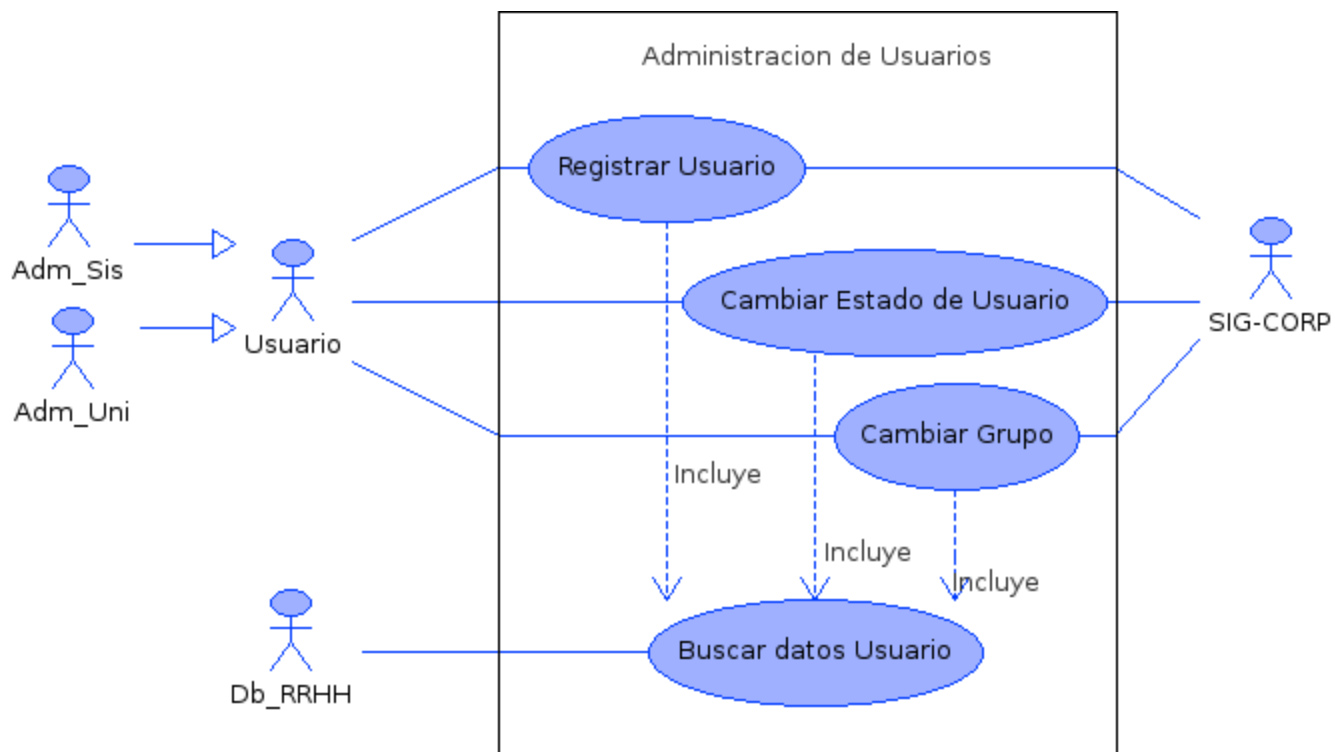 Administracion de Usuarios
Registrar Usuario
Adm_Sis
Cambiar Estado de Usuario
SIG-CORP
Usuario
Adm_Uni
Cambiar Grupo
Incluye
Incluye
Incluye
Buscar datos Usuario
Db_RRHH